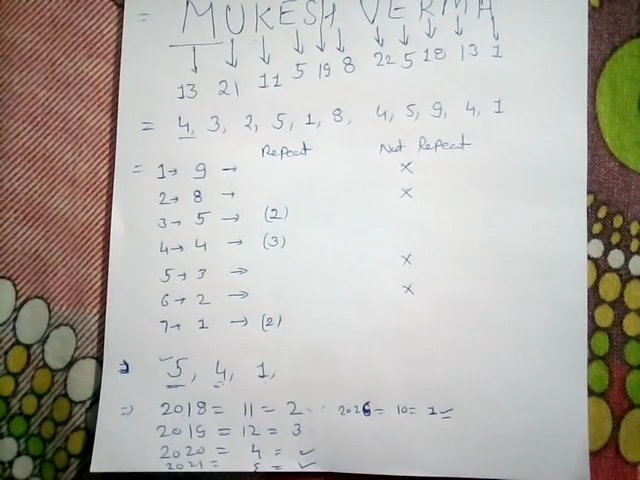 = MUKESH VERMA
13 21 11 5 19 8 22 5 18 13 1
= 4, 3, 2, 5, 1, 8, 4, 5, 9, 4, 1
Repeat Not Repeat
= 1→ 9 → ×
2→ 8 → ×
3→ 5 → (2)
4→ 4 → (3)
5→ 3 → ×
6→ 2 → ×
7→ 1 → (2)
→ 5, 4, 1,
⇒ 2018 = 11 = 2 2026 = 10 = 1 ✓
2019 = 12 = 3
2020 = 4 = ✓
2021 = 5 = ✓